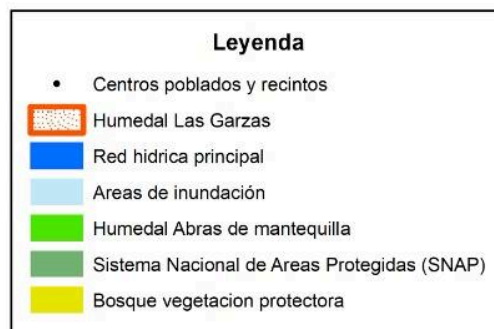 Leyenda
Centros poblados y recintos
Humedal Las Garzas
Red hidrica principal
Areas de inundación
Humedal Abras de mantequilla
Sistema Nacional de Areas Protegidas (SNAP)
Bosque vegetacion protectora